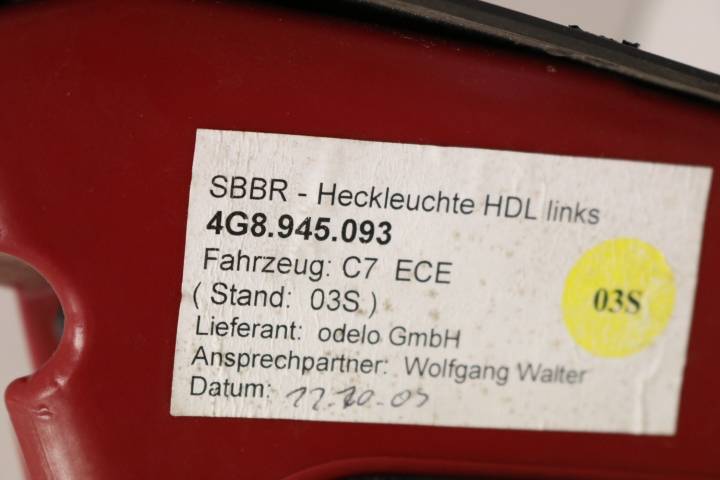 SBBR - Heckleuchte HDL links
4G8.945.093
Fahrzeug: C7 ECE
( Stand: 03S )
03S
Lieferant: odelo GmbH
Ansprechpartner: Wolfgang Walter
Datum: